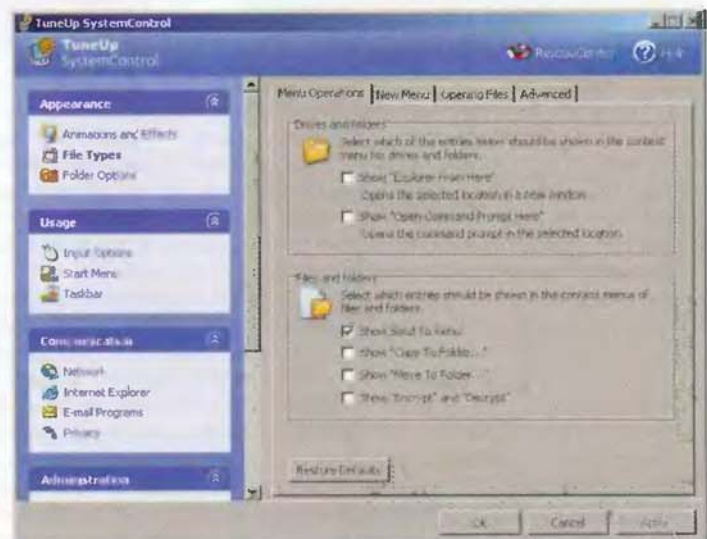 TuneUp SystemControl
TuneUp
SystemControl
RescueCenter
Help
Appearance
Animations and Effects
File Types
Folder Options
Usage
Input Options
Start Menu
Taskbar
Communication
Network
Internet Explorer
E-mail Programs
Privacy
Administration
Menu Operations
New Menu
Opening Files
Advanced
Drives and folders
Select which of the entries below should be shown in the context
menu for drives and folders.
Show "Explorer From Here"
Opens the selected location in a new window.
Show "Open Command Prompt Here"
Opens the command prompt in the selected location.
Files and folders
Select which entries should be shown in the context menus of
files and folders.
Show Send To menu
Show "Copy To Folder..."
Show "Move To Folder..."
Show "Encrypt" and "Decrypt"
Restore Defaults
OK
Cancel
Apply